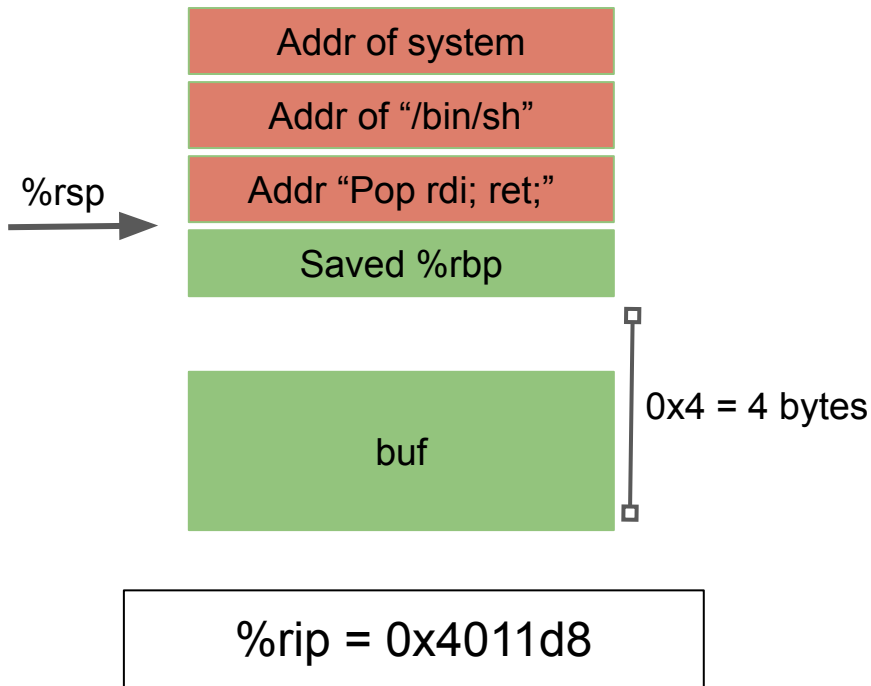 Addr of system
Addr of “/bin/sh”
%rsp
Addr “Pop rdi; ret;”
Saved %rbp
0x4 = 4 bytes
buf
%rip = 0x4011d8